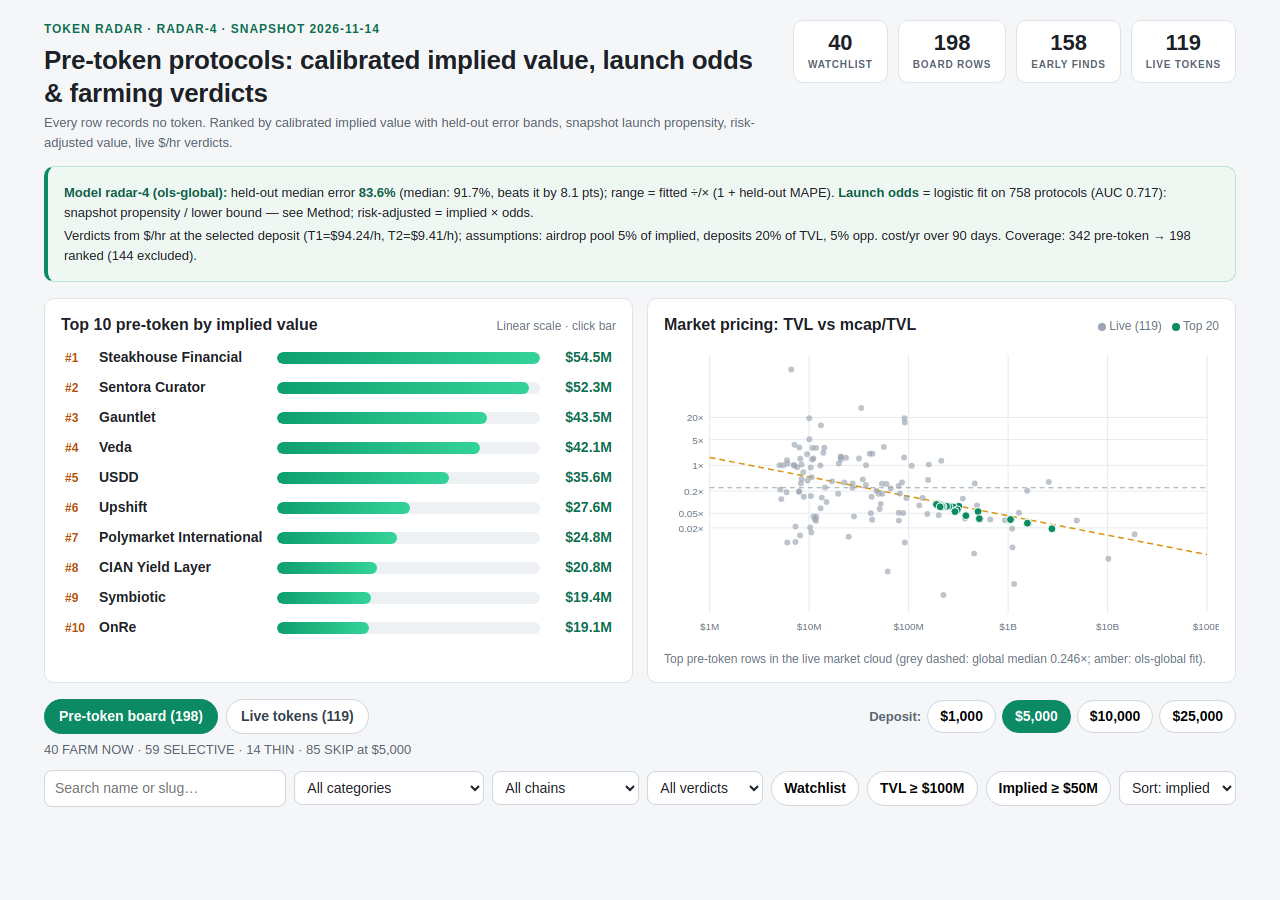 TOKEN RADAR · RADAR-4 · SNAPSHOT 2026-11-14
Pre-token protocols: calibrated implied value, launch odds
& farming verdicts
Every row records no token. Ranked by calibrated implied value with held-out error bands, snapshot launch propensity, risk-
adjusted value, live $/hr verdicts.
40
WATCHLIST
198
BOARD ROWS
158
EARLY FINDS
119
LIVE TOKENS
Model radar-4 (ols-global): held-out median error 83.6% (median: 91.7%, beats it by 8.1 pts); range = fitted ÷/× (1 + held-out MAPE). Launch odds = logistic fit on 758 protocols (AUC 0.717):
snapshot propensity / lower bound — see Method; risk-adjusted = implied × odds.
Verdicts from $/hr at the selected deposit (T1=$94.24/h, T2=$9.41/h); assumptions: airdrop pool 5% of implied, deposits 20% of TVL, 5% opp. cost/yr over 90 days. Coverage: 342 pre-token → 198
ranked (144 excluded).
Top 10 pre-token by implied value
Linear scale · click bar
#1 Steakhouse Financial $54.5M
#2 Sentora Curator $52.3M
#3 Gauntlet $43.5M
#4 Veda $42.1M
#5 USDD $35.6M
#6 Upshift $27.6M
#7 Polymarket International $24.8M
#8 CIAN Yield Layer $20.8M
#9 Symbiotic $19.4M
#10 OnRe $19.1M
Market pricing: TVL vs mcap/TVL
Live (119) Top 20
20×
5×
1×
0.2×
0.05×
0.02×
$1M $10M $100M $1B $10B $100B
Top pre-token rows in the live market cloud (grey dashed: global median 0.246×; amber: ols-global fit).
Pre-token board (198) Live tokens (119)
Deposit: $1,000 $5,000 $10,000 $25,000
40 FARM NOW · 59 SELECTIVE · 14 THIN · 85 SKIP at $5,000
Search name or slug… All categories All chains All verdicts Watchlist TVL ≥ $100M Implied ≥ $50M Sort: implied